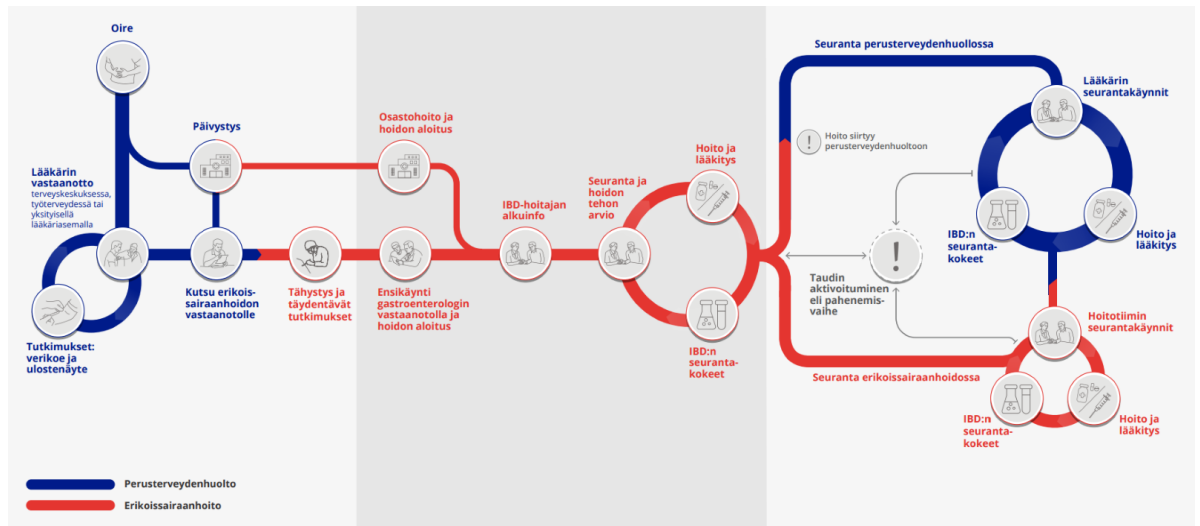 Oire
Päivystys
Lääkärin
vastaanotto
terveyskeskuksessa,
työterveydessä tai
yksityisellä
lääkäriasemalla
Tutkimukset:
verikoe ja
ulostenäyte
Kutsu erikois-
sairaanhoidon
vastaanotolle
Tähystys ja
täydentävät
tutkimukset
Osastohoito ja
hoidon aloitus
Ensikäynti
gastroenterologin
vastaanotolla ja
hoidon aloitus
IBD-hoitajan
alkuinfo
Seuranta ja
hoidon
tehon
arvio
Hoito ja
lääkitys
IBD:n
seuranta-
kokeet
Seuranta perusterveydenhuollossa
Lääkärin
seurantakäynnit
!
Hoito siirtyy
perusterveydenhuoltoon
IBD:n
seuranta-
kokeet
Hoito ja
lääkitys
!
Taudin
aktivoituminen
eli pahenemis-
vaihe
Hoitotiimin
seurantakäynnit
Seuranta erikoissairaanhoidossa
IBD:n
seuranta-
kokeet
Hoito ja
lääkitys
Perusterveydenhuolto
Erikoissairaanhoito